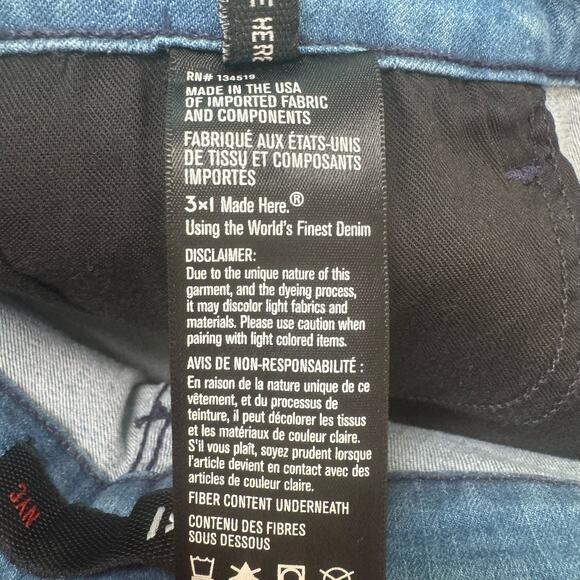 E HERE
RN# 134519
MADE IN THE USA
OF IMPORTED FABRIC
AND COMPONENTS
FABRIQUÉ AUX ÉTATS-UNIS
DE TISSU ET COMPOSANTS
IMPORTÉS
3x1 Made Here.®
Using the World's Finest Denim
DISCLAIMER:
Due to the unique nature of this
garment, and the dyeing process,
it may discolor light fabrics and
materials. Please use caution when
pairing with light colored items.
AVIS DE NON-RESPONSABILITÉ :
En raison de la nature unique de ce
vêtement, et du processus de
teinture, il peut décolorer les tissus
et les matériaux de couleur claire.
S'il vous plaît, soyez prudent lorsque
l'article devient en contact avec des
articles de couleur claire.
FIBER CONTENT UNDERNEATH
CONTENU DES FIBRES
SOUS DESSOUS
NYC